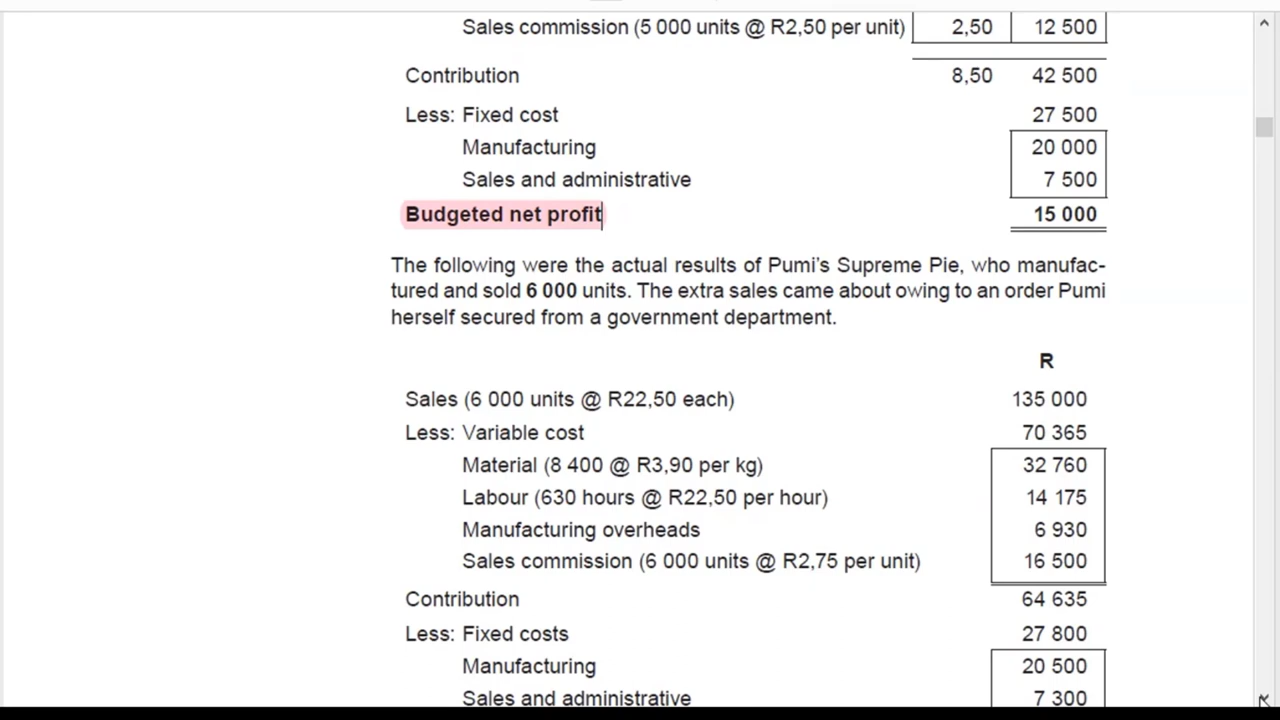 Sales commission (5 000 units @ R2,50 per unit) 2,50 12 500
Contribution 8,50 42 500
Less: Fixed cost 27 500
Manufacturing 20 000
Sales and administrative 7 500
Budgeted net profit 15 000
The following were the actual results of Pumi's Supreme Pie, who manufac-
tured and sold 6 000 units. The extra sales came about owing to an order Pumi
herself secured from a government department.
R
Sales (6 000 units @ R22,50 each) 135 000
Less: Variable cost 70 365
Material (8 400 @ R3,90 per kg) 32 760
Labour (630 hours @ R22,50 per hour) 14 175
Manufacturing overheads 6 930
Sales commission (6 000 units @ R2,75 per unit) 16 500
Contribution 64 635
Less: Fixed costs 27 800
Manufacturing 20 500
Sales and administrative 7 300